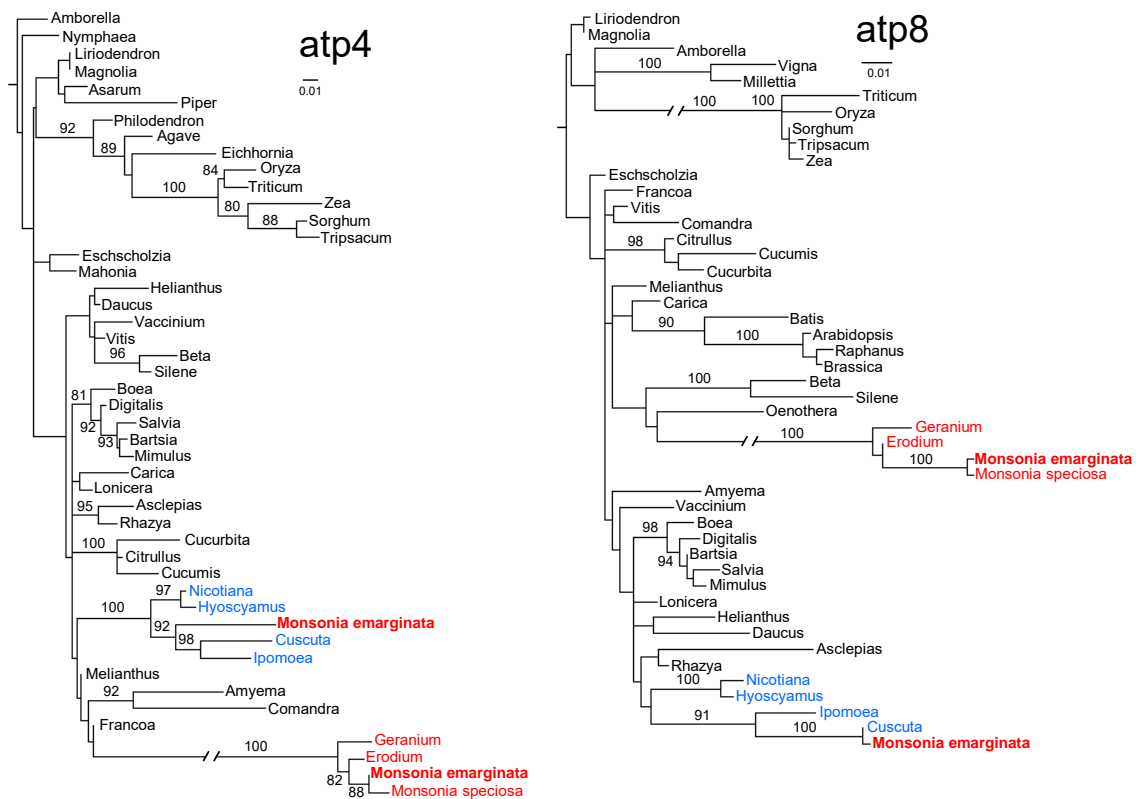 atp4
0.01
Amborella
Nymphaea
Liriodendron
Magnolia
Asarum
Piper
92
Philodendron
89
Agave
Eichhornia
84
Oryza
100
Triticum
80
Zea
88
Sorghum
Tripsacum
Eschscholzia
Mahonia
Helianthus
Daucus
Vaccinium
Vitis
96
Beta
Silene
81
Boea
Digitalis
92
Salvia
93
Bartsia
Mimulus
Carica
Lonicera
95
Asclepias
Rhazya
100
Cucurbita
Citrullus
Cucumis
97
Nicotiana
100
Hyoscyamus
92
Monsonia emarginata
98
Cuscuta
Ipomoea
Melianthus
92
Amyema
Comandra
Francoa
100
Geranium
Erodium
82
Monsonia emarginata
88
Monsonia speciosa
atp8
0.01
Liriodendron
Magnolia
Amborella
100
Vigna
Millettia
100
100
Triticum
Oryza
Sorghum
Tripsacum
Zea
Eschscholzia
Francoa
Vitis
Comandra
98
Citrullus
Cucumis
Cucurbita
Melianthus
Carica
90
Batis
100
Arabidopsis
Raphanus
Brassica
100
Beta
Silene
Oenothera
100
Geranium
Erodium
100
Monsonia emarginata
Monsonia speciosa
Amyema
Vaccinium
98
Boea
Digitalis
94
Bartsia
Salvia
Mimulus
Lonicera
Helianthus
Daucus
Asclepias
Rhazya
100
Nicotiana
Hyoscyamus
91
Ipomoea
100
Cuscuta
Monsonia emarginata